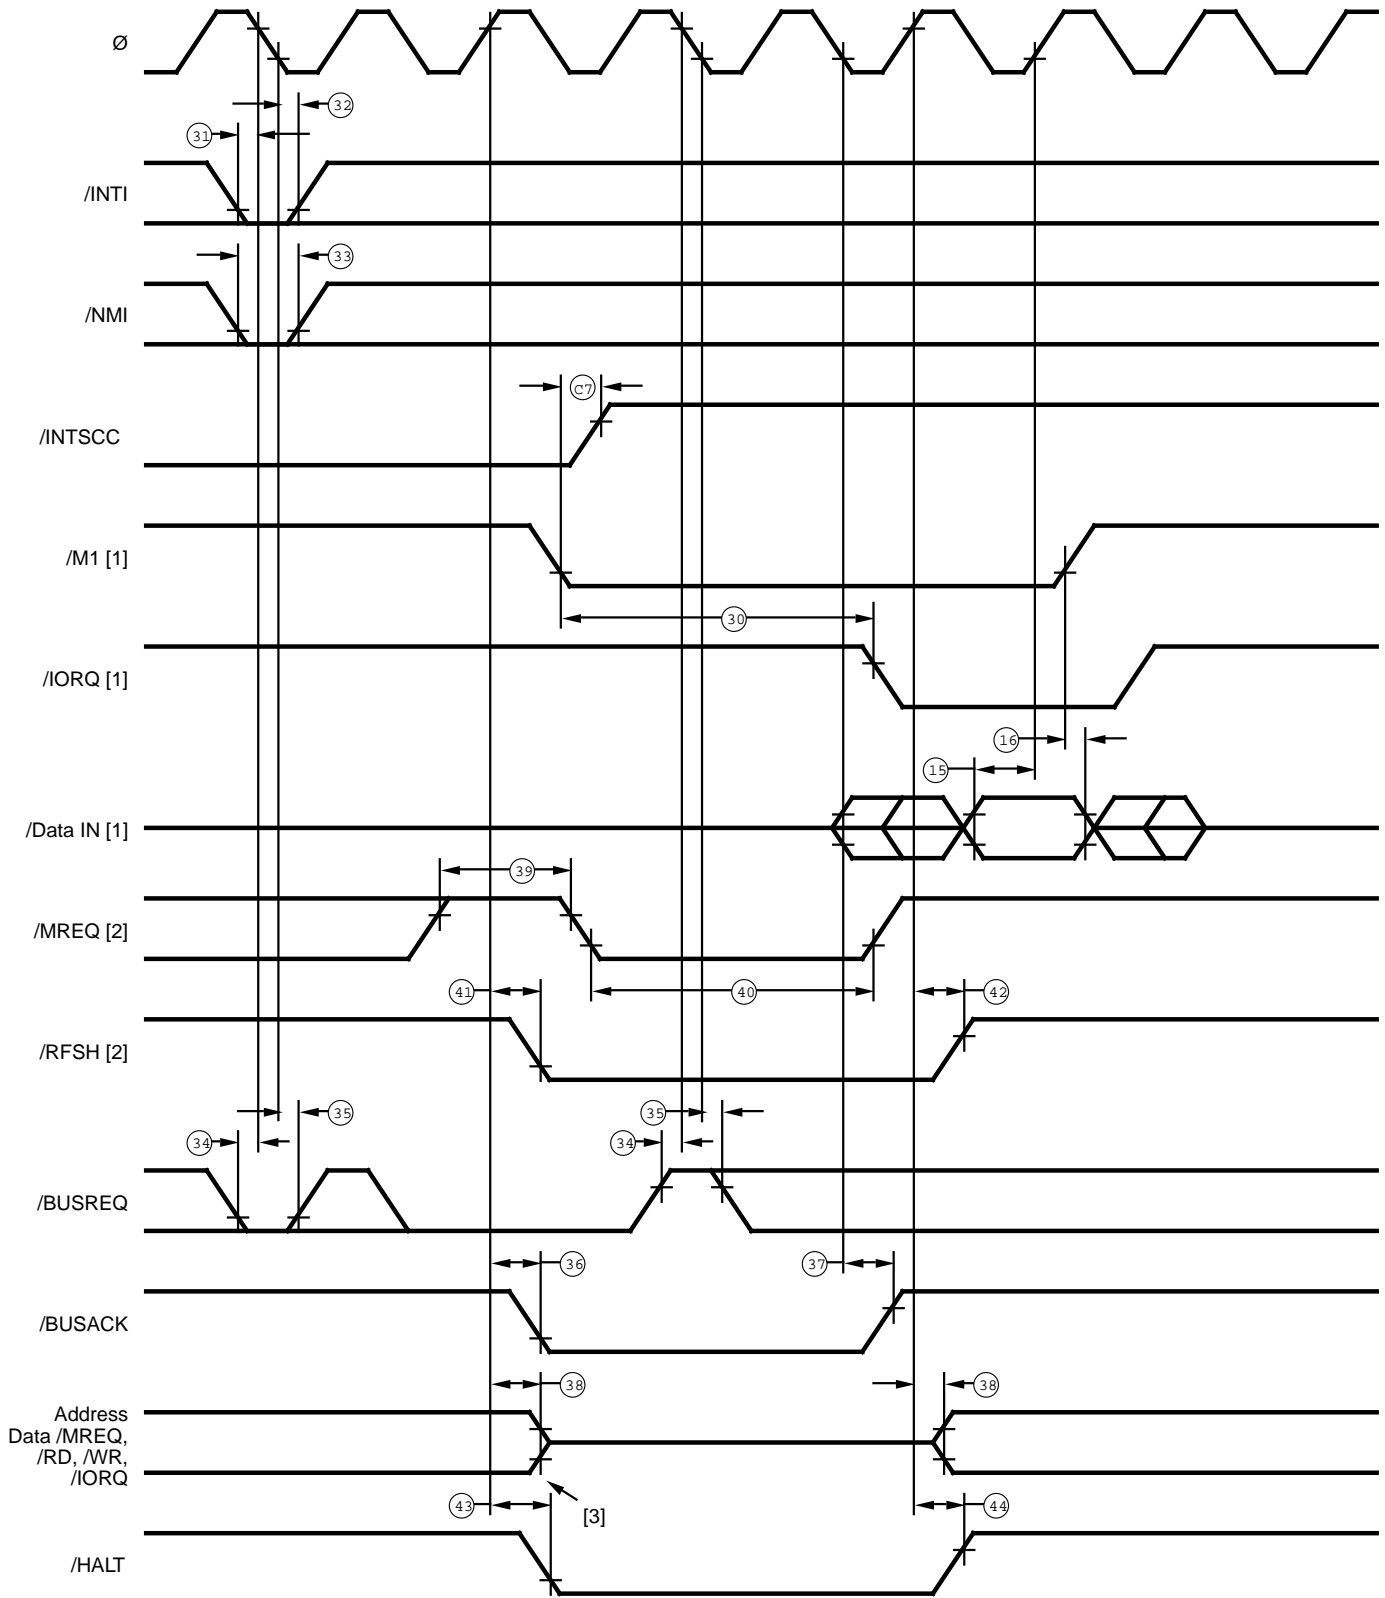 Ø
32
31
/INTI
33
/NMI
C7
/INTSCC
/M1 [1]
30
/IORQ [1]
16
15
/Data IN [1]
39
/MREQ [2]
41
40
42
/RFSH [2]
35
35
34
34
/BUSREQ
36
37
/BUSACK
38
38
Address
Data /MREQ,
/RD, /WR,
/IORQ
43
[3]
44
/HALT